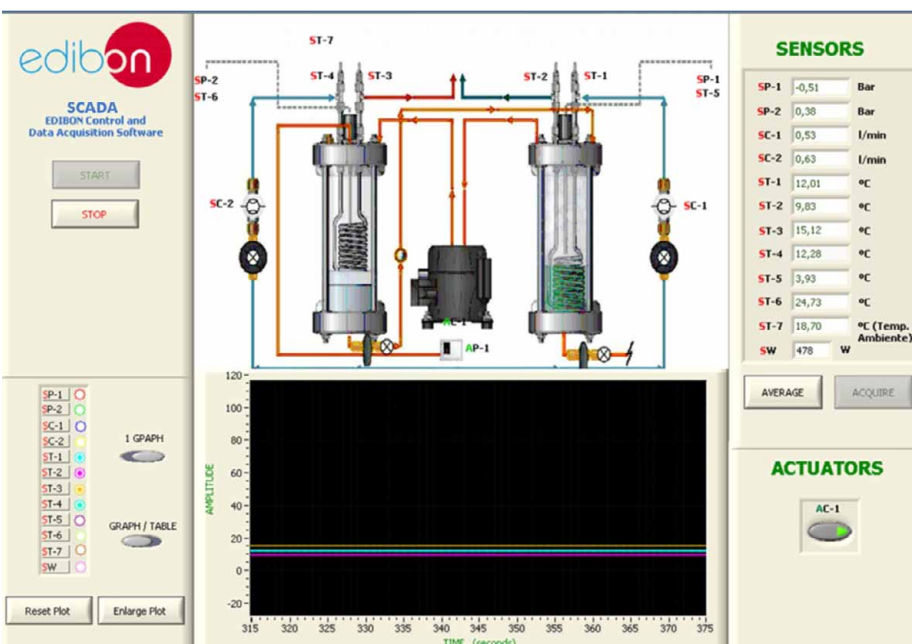 edibon
SCADA
EDIBON Control and
Data Acquisition Software
START
STOP
ST-7
SP-2
ST-6
ST-4
ST-3
ST-2
ST-1
SP-1
ST-5
SC-2
SC-1
AC-1
AP-1
SENSORS
SP-1 -0,51 Bar
SP-2 0,38 Bar
SC-1 0,53 l/min
SC-2 0,63 l/min
ST-1 12,01 ºC
ST-2 9,83 ºC
ST-3 15,12 ºC
ST-4 12,28 ºC
ST-5 3,93 ºC
ST-6 24,73 ºC
ST-7 18,70 ºC (Temp.
Ambiente)
SW 478 W
AVERAGE
ACQUIRE
ACTUATORS
AC-1
SP-1
SP-2
SC-1
SC-2
ST-1
ST-2
ST-3
ST-4
ST-5
ST-6
ST-7
SW
1 GRAPH
GRAPH / TABLE
Reset Plot
Enlarge Plot
AMPLITUDE
120
100
80
60
40
20
0
-20
315 320 325 330 335 340 345 350 355 360 365 370 375
TIME (seconds)